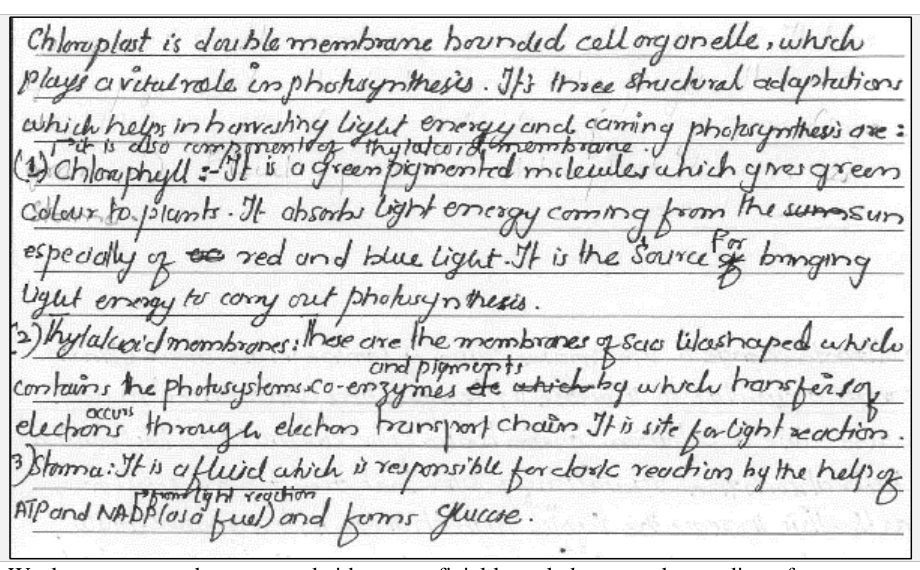 Chloroplast is double membrane bounded cell organelle, which
plays a vital role in photosynthesis. It's three structural adaptations
which helps in harvesting light energy and carring photosynthesis are:
it is also component of thylakoid membrane.
(1) Chlorophyll :- It is a green pigmented molecules which gives green
colour to plants. It absorbs light energy coming from the sun
especially of red and blue light. It is the source for bringing
light energy to carry out photosynthesis.
(2) Thylakoid membranes: these are the membranes of sacs like shaped which
and pigments
contains the photosystems co-enzymes by which transfers of
occurs
electrons through electron transport chain It is site for light reaction.
3) Stroma: It is a fluid which is responsible for dark reaction by the help of
from light reaction
ATP and NADP (as a fuel) and forms glucose.